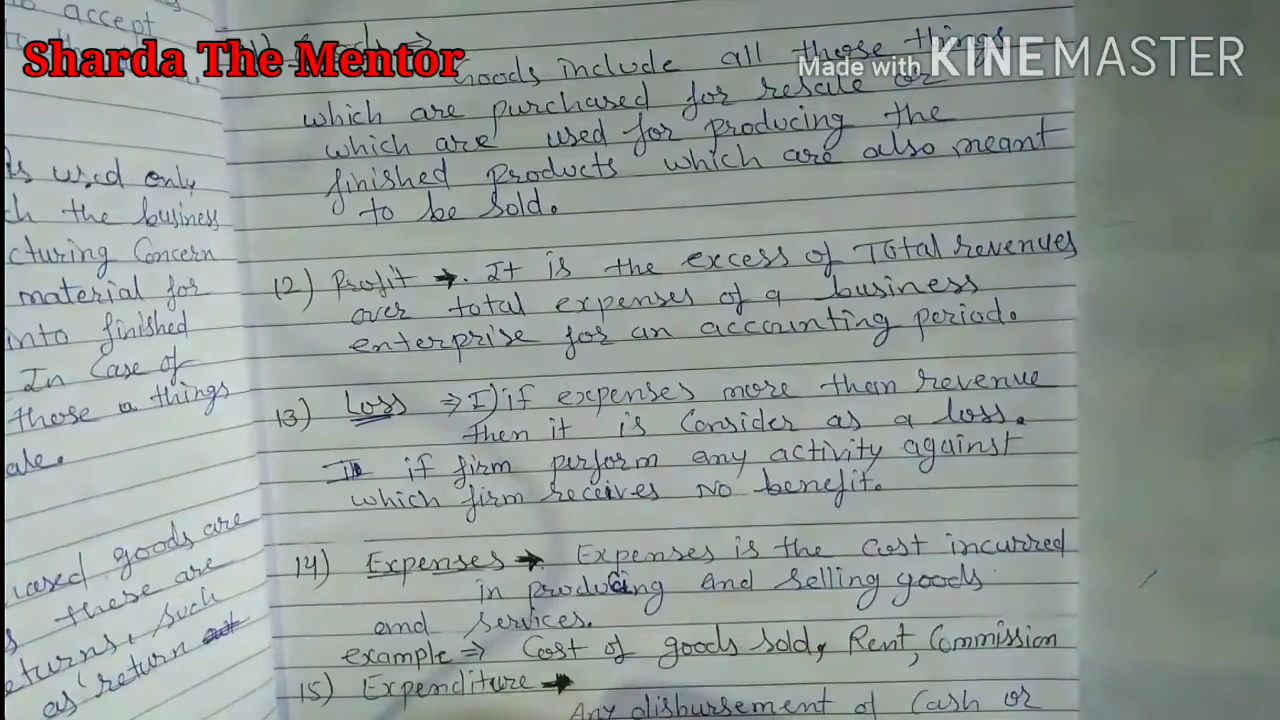 accept
Sharda The Mentor
Made with KINEMASTER
is used only
th the business
cturing Concern
material for
into finished
In Case of
those a things
ale.
ased goods are
these are
eturns, such
as return
⇒
Goods include all those things
which are purchased for resale or
which are used for producing the
finished products which are also meant
to be sold.
12) Profit → . It is the excess of Total revenues
over total expenses of a business
enterprise for an accounting period.
13) Loss ⇒ I) if expenses more than revenue
then it is Consider as a loss.
II if firm perform any activity against
which firm receives No benefit.
14) Expenses → Expenses is the Cost incurred
in producing and selling goods
and services.
example ⇒ Cost of goods sold, Rent, Commission
15) Expenditure →
Any disbursement of Cash or